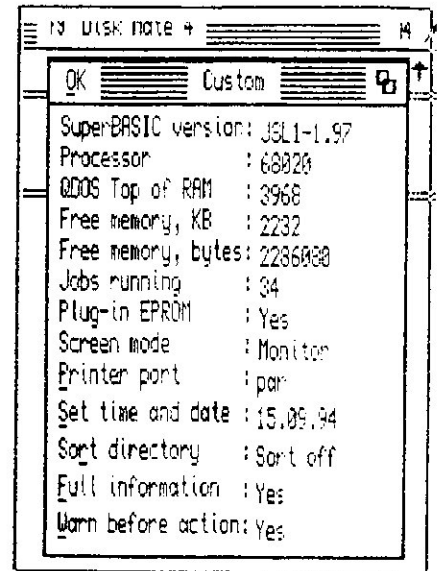 Disk Mate 4
OK Custom
SuperBASIC version: JSL1-1.97
Processor : 68020
QDOS Top of RAM : 3968
Free memory, KB : 2232
Free memory, bytes: 2286080
Jobs running : 34
Plug-in EPROM : Yes
Screen mode : Monitor
Printer port : par
Set time and date : 15.09.94
Sort directory : Sort off
Full information : Yes
Warn before action: Yes